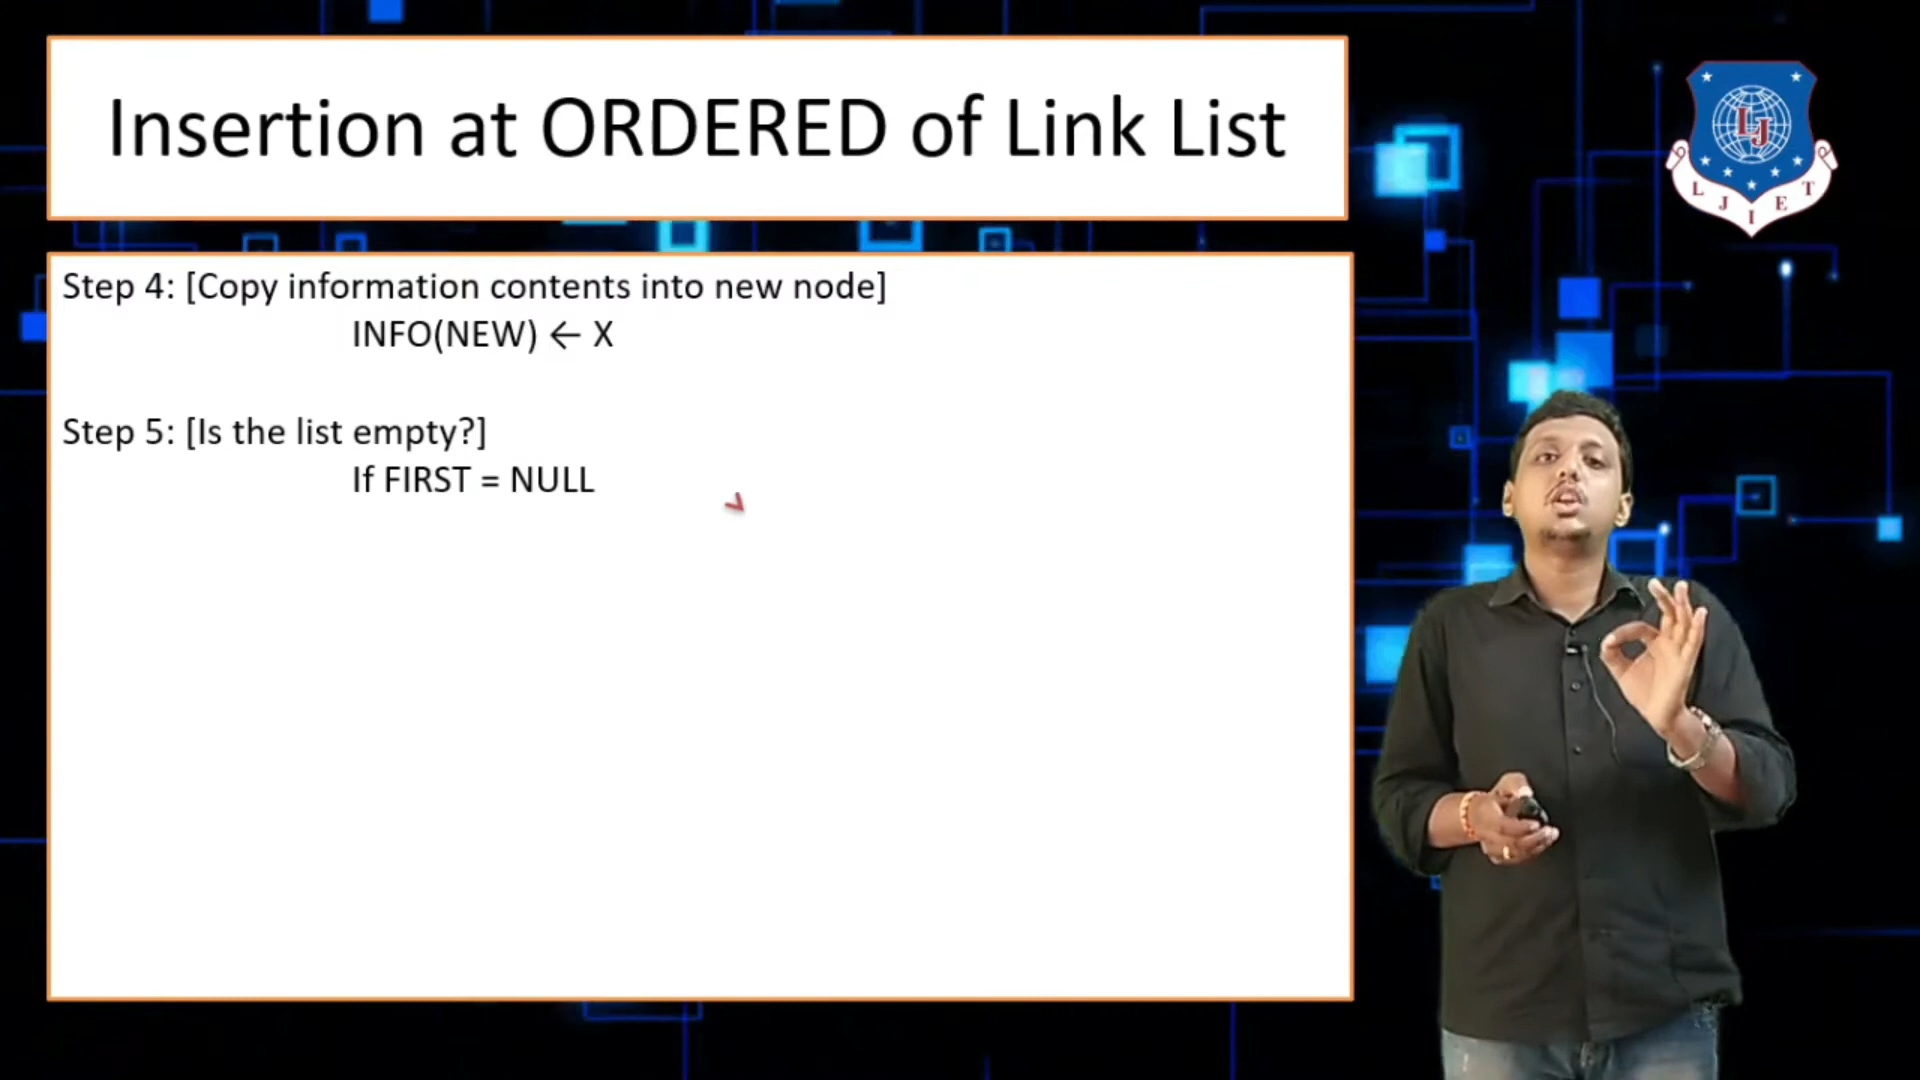 Insertion at ORDERED of Link List
LJ
L J I E T
Step 4: [Copy information contents into new node]
INFO(NEW) ← X
Step 5: [Is the list empty?]
If FIRST = NULL